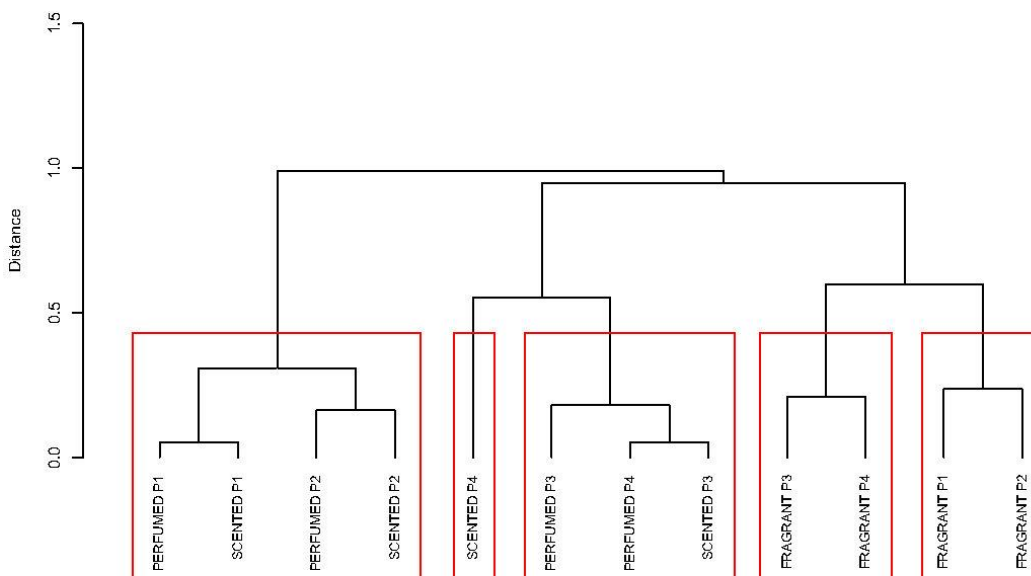 1.5
1.0
0.5
0.0
Distance
PERFUMED P1
SCENTED P1
PERFUMED P2
SCENTED P2
SCENTED P4
PERFUMED P3
PERFUMED P4
SCENTED P3
FRAGRANT P3
FRAGRANT P4
FRAGRANT P1
FRAGRANT P2